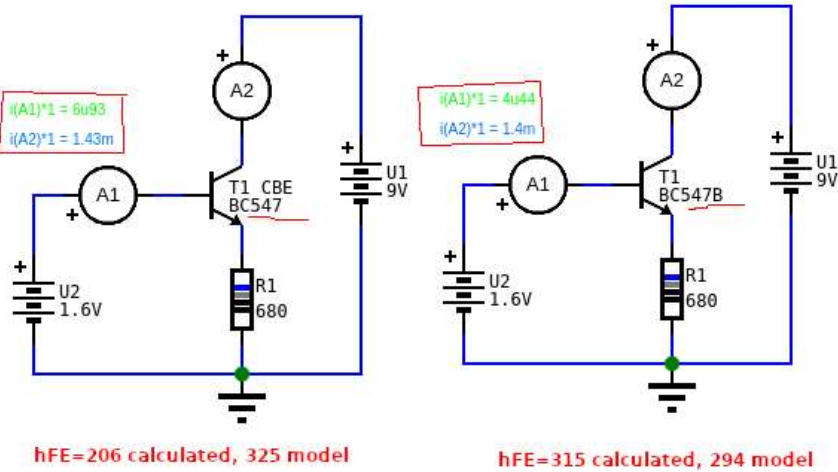 A2
i(A1)*1 = 6u93
i(A2)*1 = 1.43m
A1
T1 CBE
BC547
U1
9V
U2
1.6V
R1
680
hFE=206 calculated, 325 model
A2
i(A1)*1 = 4u44
i(A2)*1 = 1.4m
A1
T1
BC547B
U1
9V
U2
1.6V
R1
680
hFE=315 calculated, 294 model